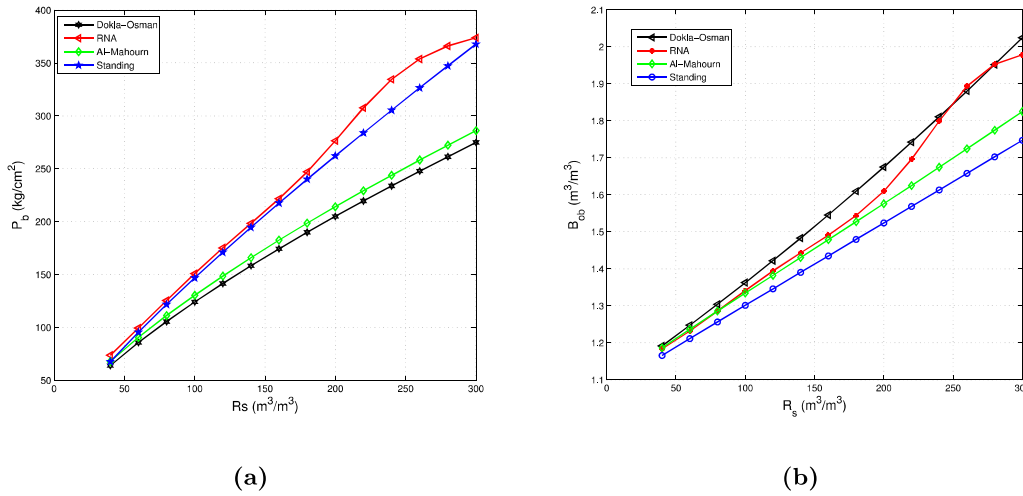 400
350
300
250
200
150
100
50
0
50
100
150
200
250
300
P_b (kg/cm²)
Rs (m³/m³)
Dokla−Osman
RNA
Al−Mahourn
Standing
(a)
2.1
2
1.9
1.8
1.7
1.6
1.5
1.4
1.3
1.2
1.1
0
50
100
150
200
250
300
B_ob (m³/m³)
R_s (m³/m³)
Dokla−Osman
RNA
Al−Mahourn
Standing
(b)